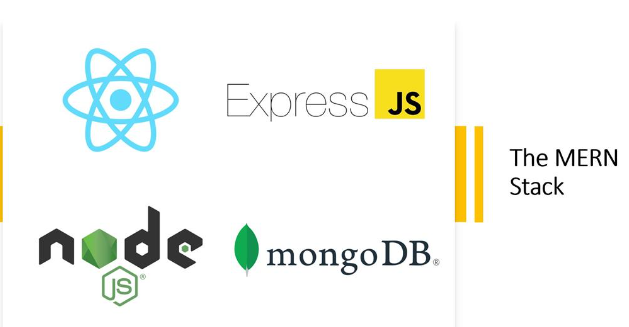 Express JS
The MERN
Stack
node
JS ®
mongoDB®